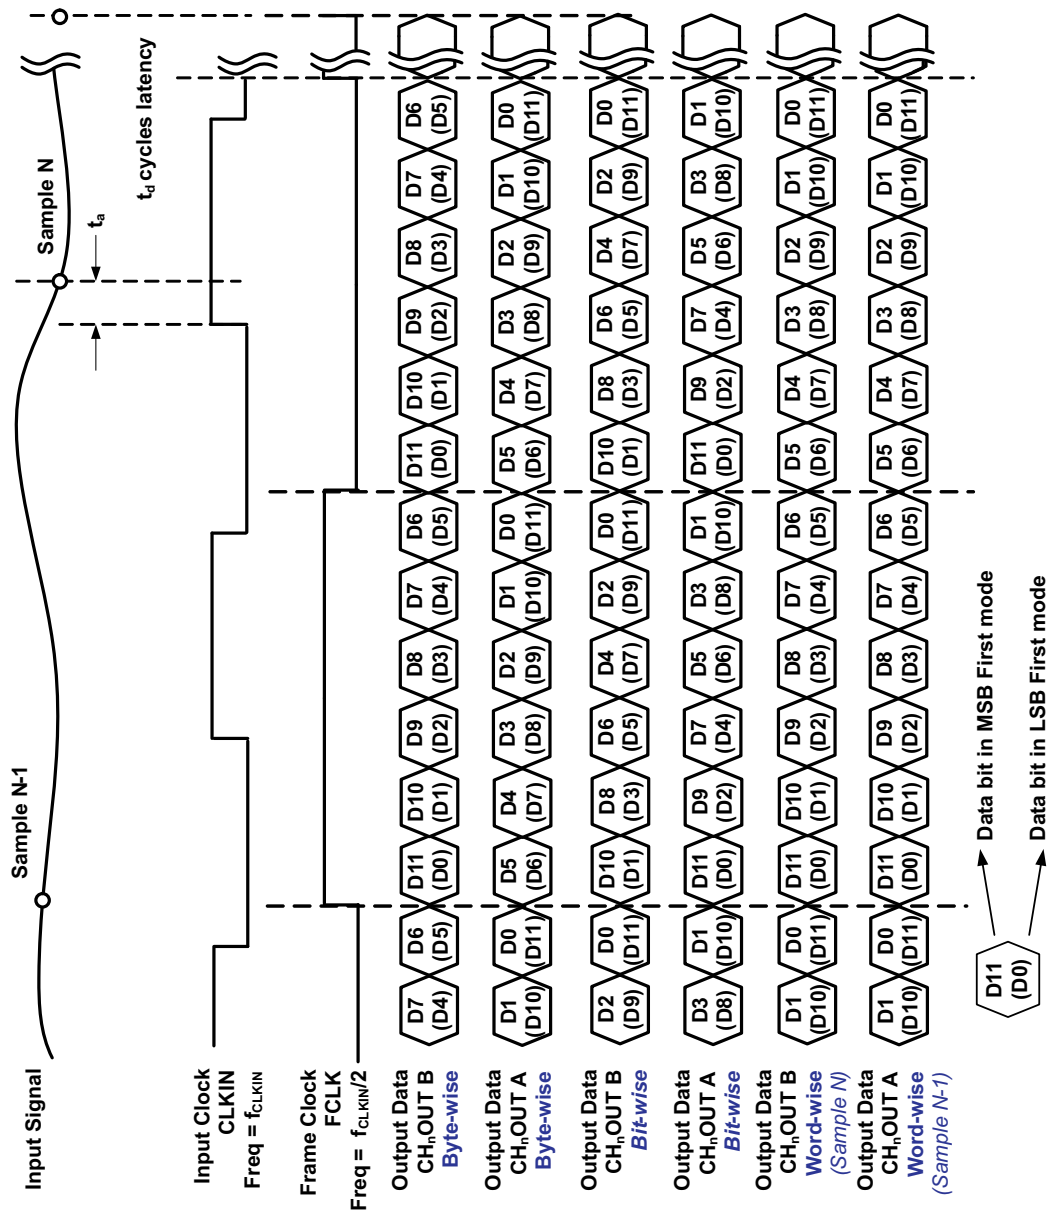 Sample N-1
Sample N
Input Signal
tₐ
t_d cycles latency
Input Clock
CLKIN
Freq = f_CLKIN
Frame Clock
FCLK
Freq = f_CLKIN/2
Output Data
CHₙOUT B
Byte-wise
D7 D6 D11 D10 D9 D8 D7 D6 D11 D10 D9 D8 D7 D6
(D4) (D5) (D0) (D1) (D2) (D3) (D4) (D5) (D0) (D1) (D2) (D3) (D4) (D5)
Output Data
CHₙOUT A
Byte-wise
D1 D0 D5 D4 D3 D2 D1 D0 D5 D4 D3 D2 D1 D0
(D10) (D11) (D6) (D7) (D8) (D9) (D10) (D11) (D6) (D7) (D8) (D9) (D10) (D11)
Output Data
CHₙOUT B
Bit-wise
D2 D0 D10 D8 D6 D4 D2 D0 D10 D8 D6 D4 D2 D0
(D9) (D11) (D1) (D3) (D5) (D7) (D9) (D11) (D1) (D3) (D5) (D7) (D9) (D11)
Output Data
CHₙOUT A
Bit-wise
D3 D1 D11 D9 D7 D5 D3 D1 D11 D9 D7 D5 D3 D1
(D8) (D10) (D0) (D2) (D4) (D6) (D8) (D10) (D0) (D2) (D4) (D6) (D8) (D10)
Output Data
CHₙOUT B
Word-wise
(Sample N)
D1 D0 D11 D10 D9 D8 D7 D6 D5 D4 D3 D2 D1 D0
(D10) (D11) (D0) (D1) (D2) (D3) (D4) (D5) (D6) (D7) (D8) (D9) (D10) (D11)
Output Data
CHₙOUT A
Word-wise
(Sample N-1)
D1 D0 D11 D10 D9 D8 D7 D6 D5 D4 D3 D2 D1 D0
(D10) (D11) (D0) (D1) (D2) (D3) (D4) (D5) (D6) (D7) (D8) (D9) (D10) (D11)
D11
(D0)
Data bit in MSB First mode
Data bit in LSB First mode